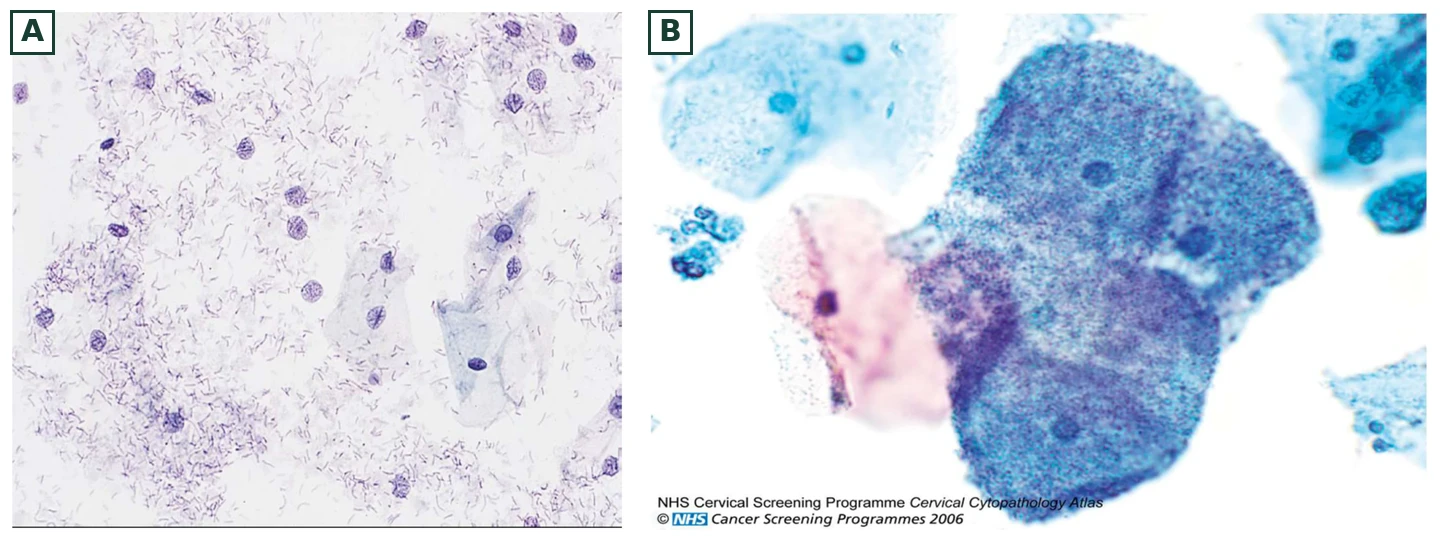 A
B
NHS Cervical Screening Programme Cervical Cytopathology Atlas
© NHS Cancer Screening Programmes 2006